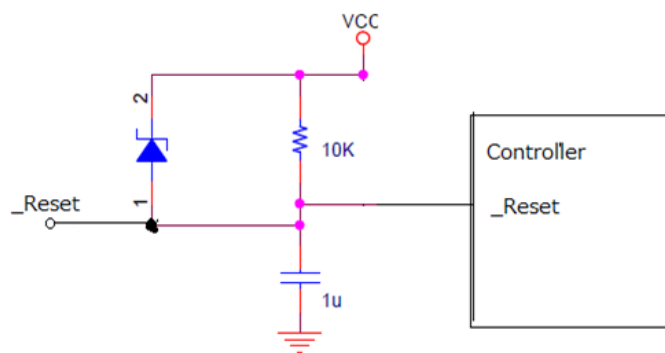 VCC
2
10K
Controller
_Reset
1
_Reset
1u